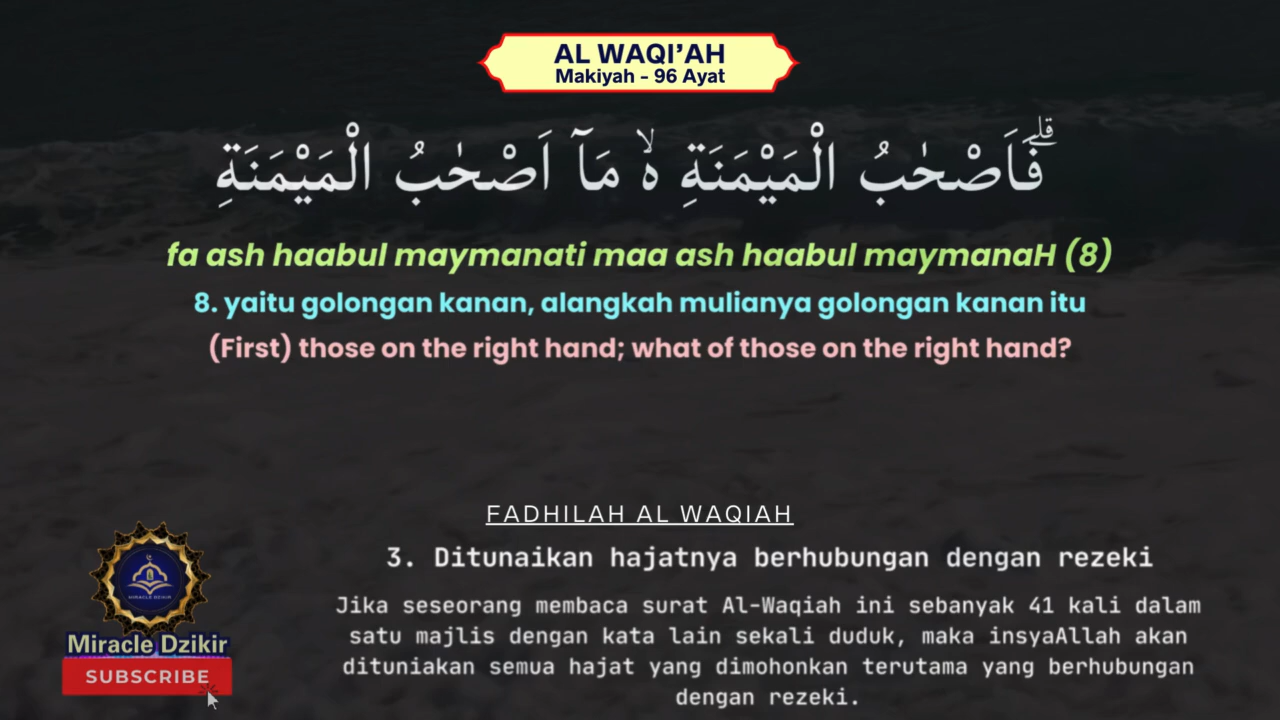 AL WAQI'AH
Makiyah - 96 Ayat
فَاَصْحٰبُ الْمَيْمَنَةِ ەۙ مَآ اَصْحٰبُ الْمَيْمَنَةِ ۗ
fa ash haabul maymanati maa ash haabul maymanaH (8)
8. yaitu golongan kanan, alangkah mulianya golongan kanan itu
(First) those on the right hand; what of those on the right hand?
FADHILAH AL WAQIAH
3. Ditunaikan hajatnya berhubungan dengan rezeki
Jika seseorang membaca surat Al-Waqiah ini sebanyak 41 kali dalam
satu majlis dengan kata lain sekali duduk, maka insyaAllah akan
dituniakan semua hajat yang dimohonkan terutama yang berhubungan
dengan rezeki.
MIRACLE DZIKIR
Miracle Dzikir
SUBSCRIBE